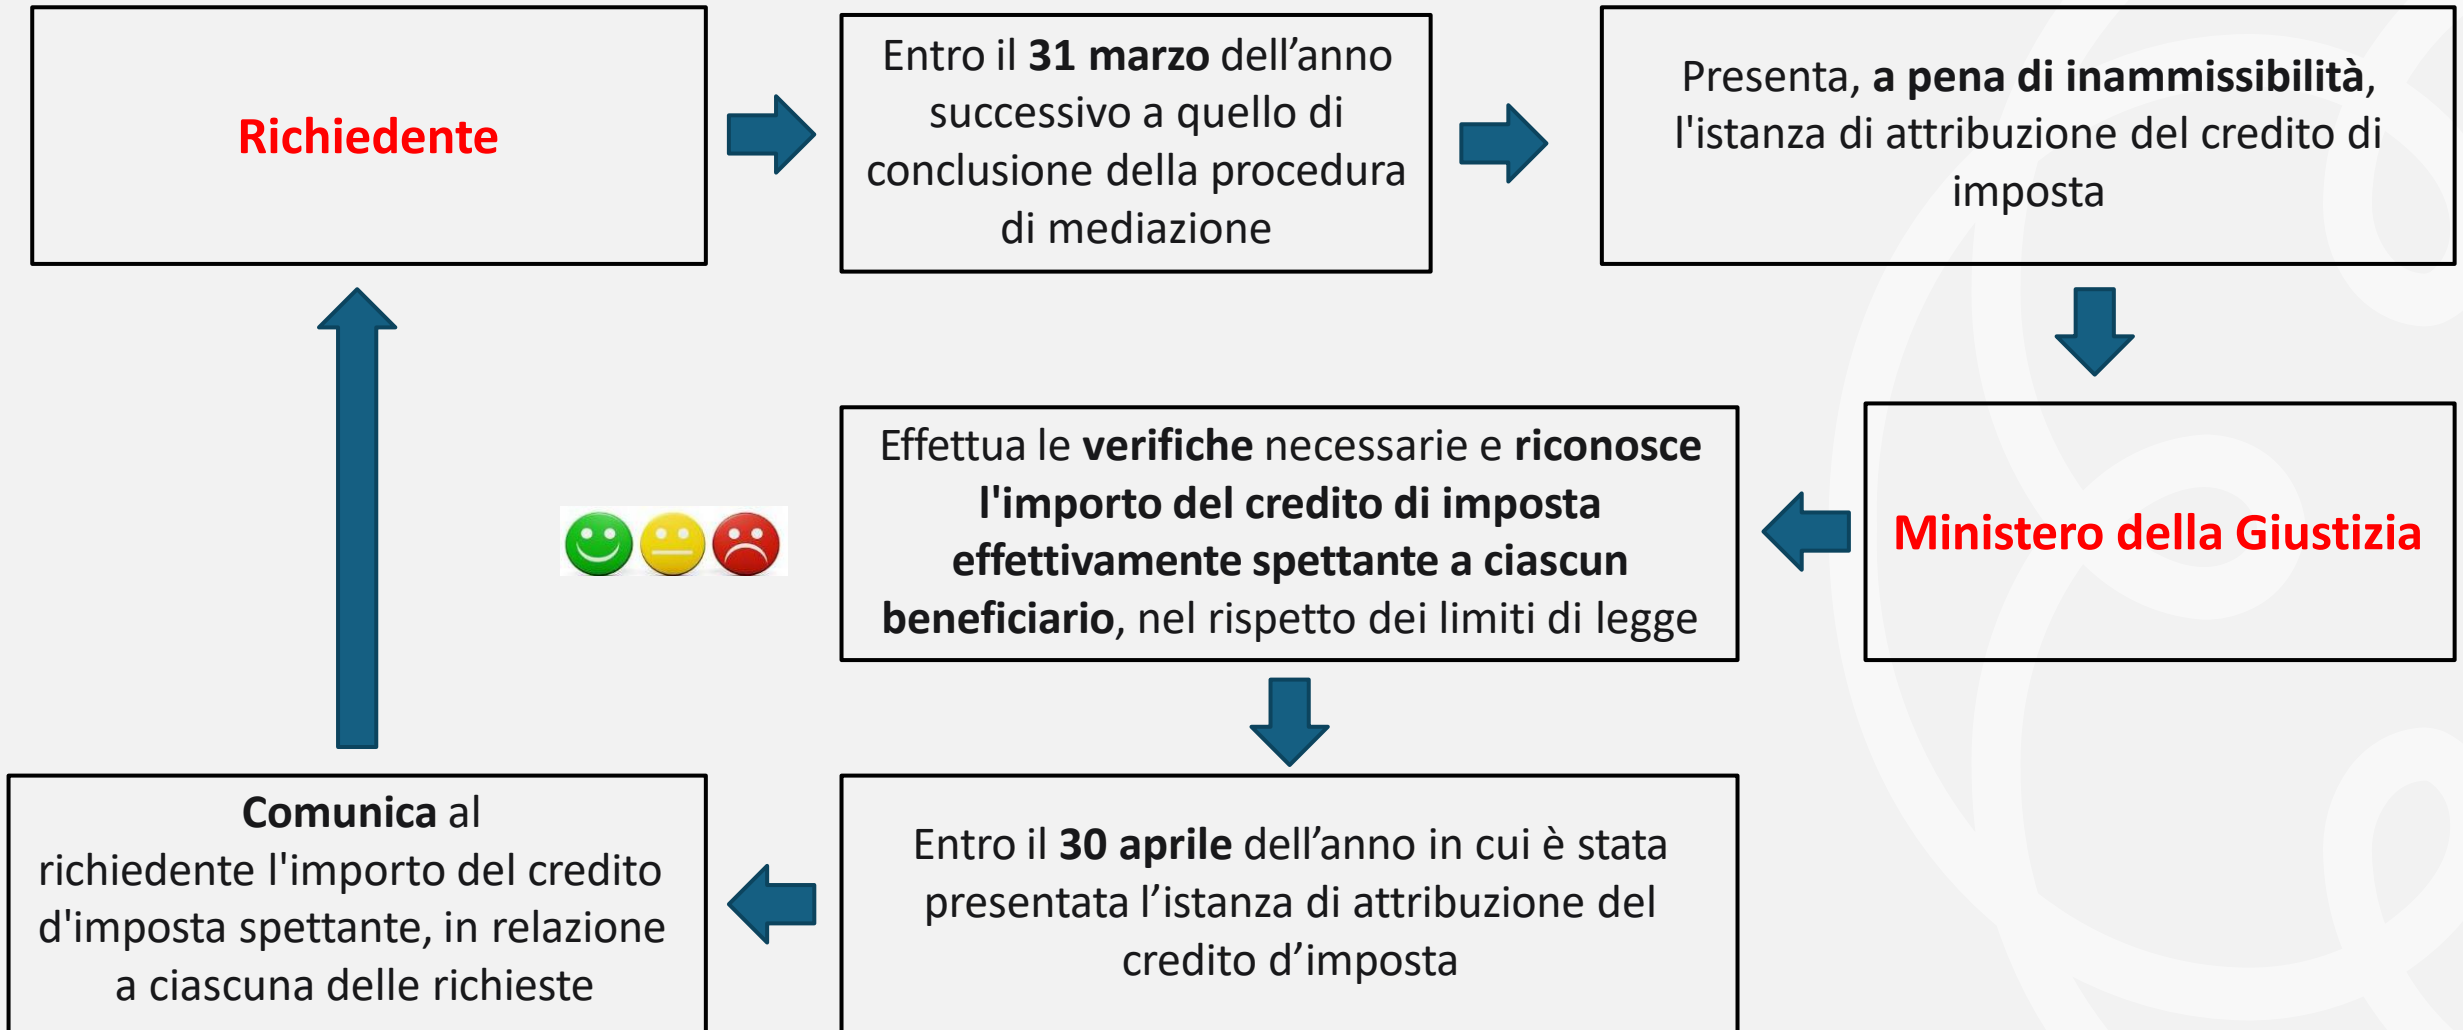 Richiedente
Entro il 31 marzo dell’anno
successivo a quello di
conclusione della procedura
di mediazione
Presenta, a pena di inammissibilità,
l'istanza di attribuzione del credito di
imposta
Ministero della Giustizia
Effettua le verifiche necessarie e riconosce
l'importo del credito di imposta
effettivamente spettante a ciascun
beneficiario, nel rispetto dei limiti di legge
Entro il 30 aprile dell’anno in cui è stata
presentata l’istanza di attribuzione del
credito d’imposta
Comunica al
richiedente l'importo del credito
d'imposta spettante, in relazione
a ciascuna delle richieste